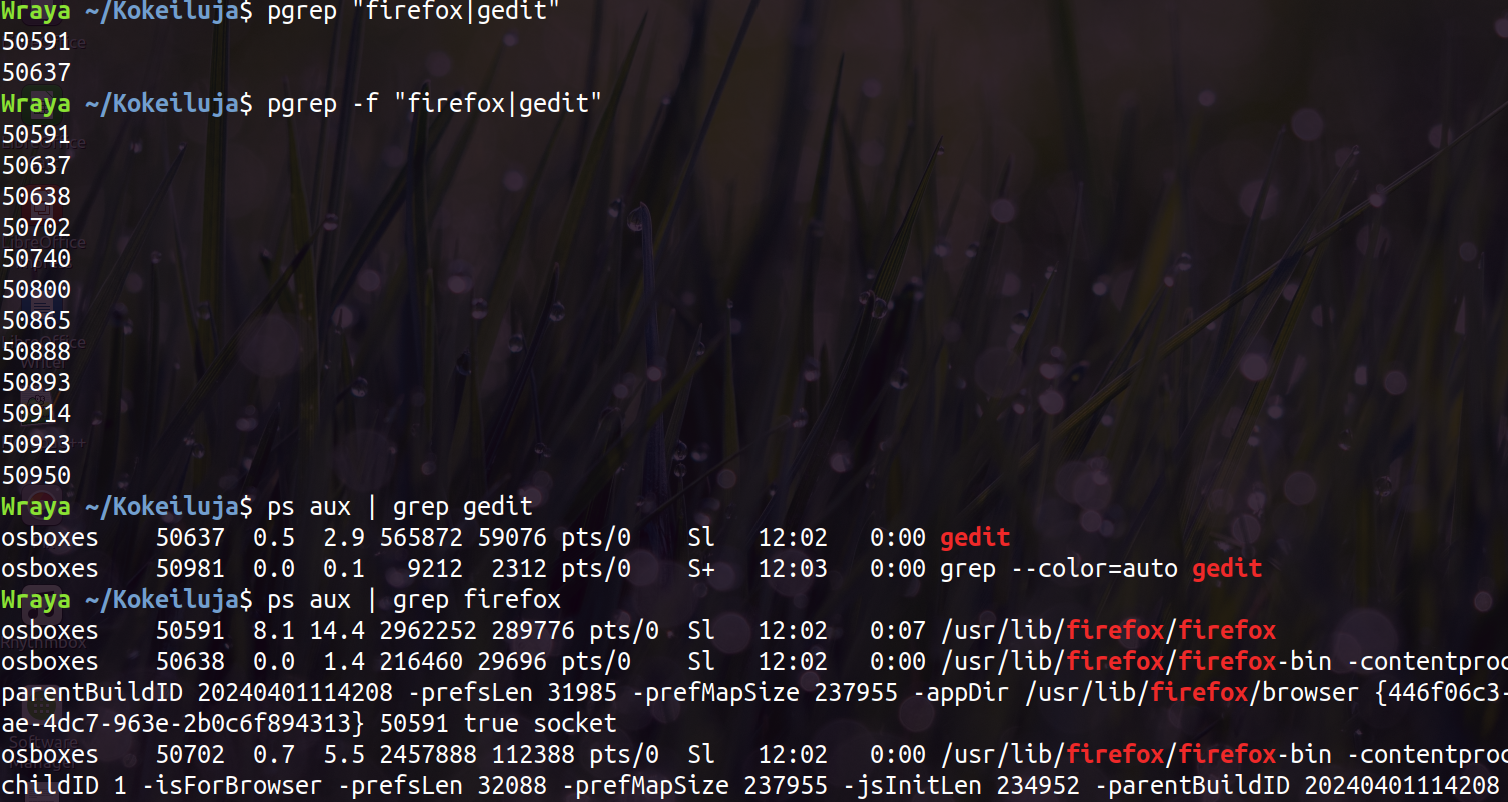 Wraya ~/Kokeiluja$ pgrep "firefox|gedit"
50591
50637
Wraya ~/Kokeiluja$ pgrep -f "firefox|gedit"
50591
50637
50638
50702
50740
50800
50865
50888
50893
50914
50923
50950
Wraya ~/Kokeiluja$ ps aux | grep gedit
osboxes    50637  0.5  2.9 565872 59076 pts/0    Sl   12:02   0:00 gedit
osboxes    50981  0.0  0.1   9212  2312 pts/0    S+   12:03   0:00 grep --color=auto gedit
Wraya ~/Kokeiluja$ ps aux | grep firefox
osboxes    50591  8.1 14.4 2962252 289776 pts/0  Sl   12:02   0:07 /usr/lib/firefox/firefox
osboxes    50638  0.0  1.4 216460 29696 pts/0    Sl   12:02   0:00 /usr/lib/firefox/firefox-bin -contentproc
parentBuildID 20240401114208 -prefsLen 31985 -prefMapSize 237955 -appDir /usr/lib/firefox/browser {446f06c3-
ae-4dc7-963e-2b0c6f894313} 50591 true socket
osboxes    50702  0.7  5.5 2457888 112388 pts/0  Sl   12:02   0:00 /usr/lib/firefox/firefox-bin -contentproc
childID 1 -isForBrowser -prefsLen 32088 -prefMapSize 237955 -jsInitLen 234952 -parentBuildID 20240401114208
LibreOffice
LibreOffice
LibreOffice
Writer
Rhythmbox
Software
Manager